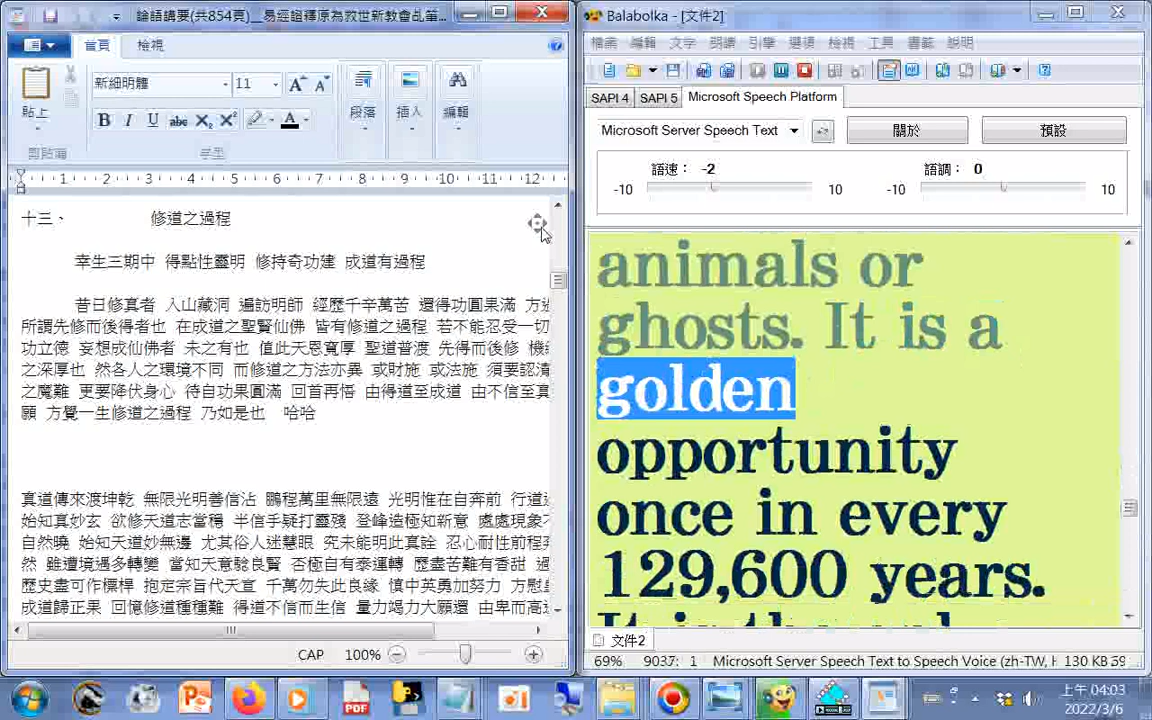 論語講要(共854頁)__易經證釋原為救世新教會乩筆...
首頁
檢視
貼上
剪貼簿
新細明體
11
B I U abc X₂ X²
字型
段落
插入
編輯
1 2 3 4 5 6 7 8 9 10 11 12
十三、 修道之過程
幸生三期中 得點性靈明 修持奇功建 成道有過程
昔日修真者 入山藏洞 遍訪明師 經歷千辛萬苦 還得功圓果滿 方
所謂先修而後得者也 在成道之聖賢仙佛 皆有修道之過程 若不能忍受一切
功立德 妄想成仙佛者 未之有也 值此天恩寬厚 聖道普渡 先得而後修 機
之深厚也 然各人之環境不同 而修道之方法亦異 或財施 或法施 須要認清
之魔難 更要降伏身心 待自功果圓滿 回首再悟 由得道至成道 由不信至真
願 方覺一生修道之過程 乃如是也 哈哈
真道傳來渡坤乾 無限光明善信沾 鵬程萬里無限遠 光明惟在自奔前 行道
始知真妙玄 欲修天道志當穩 半信半疑打靈殘 登峰造極知新意 處處現象
自然曉 始知天道妙無邊 尤其俗人迷慧眼 究未能明此真詮 忍心耐性前程
然 雖遭境遇多轉變 當知天意驗良賢 否極自有泰運轉 歷盡苦難有香甜
歷史盡可作標桿 抱定宗旨代天宣 千萬勿失此良緣 慎中英勇加努力 方慰
成道歸正果 回憶修道種種難 得道不信而生信 量力竭力大願還 由卑而高
CAP 100%
Balabolka - [文件2]
檔案 編輯 文字 朗讀 引擎 選項 檢視 工具 書籤 說明
SAPI 4 SAPI 5 Microsoft Speech Platform
Microsoft Server Speech Text
關於
預設
語速： -2
語調： 0
-10 10 -10 10
animals or
ghosts. It is a
golden
opportunity
once in every
129,600 years.
文件2
69% 9037: 1 Microsoft Server Speech Text to Speech Voice (zh-TW, H 130 KB
上午 04:03
2022/3/6